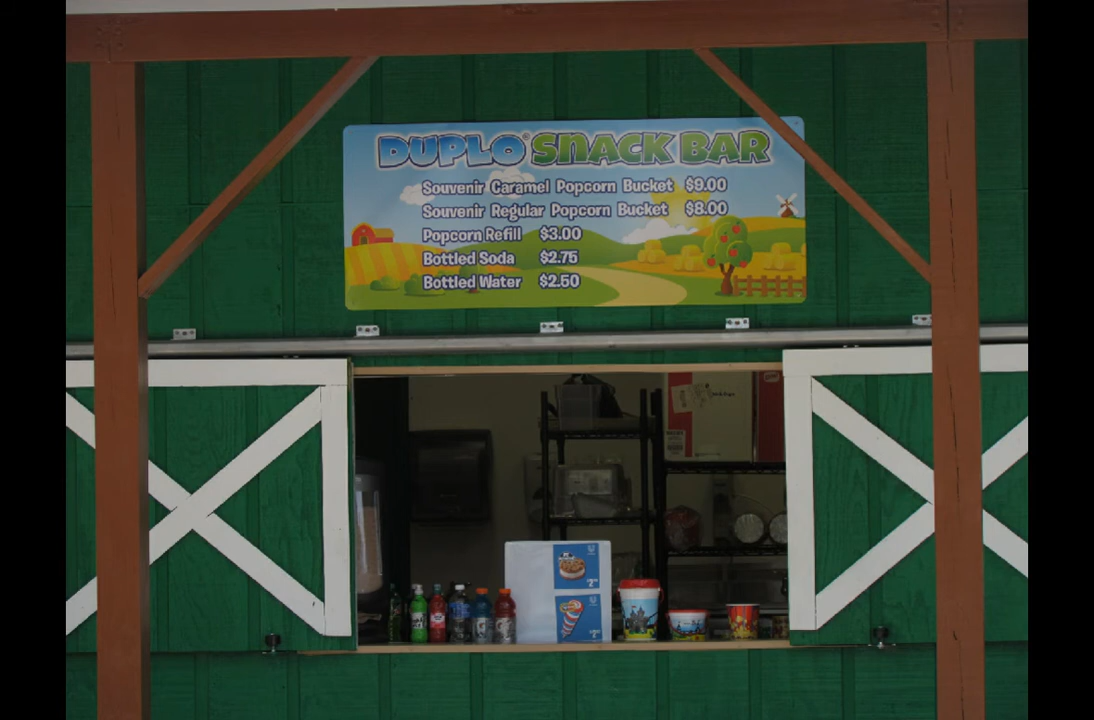 DUPLO® SNACK BAR
Souvenir Caramel Popcorn Bucket $9.00
Souvenir Regular Popcorn Bucket $8.00
Popcorn Refill $3.00
Bottled Soda $2.75
Bottled Water $2.50